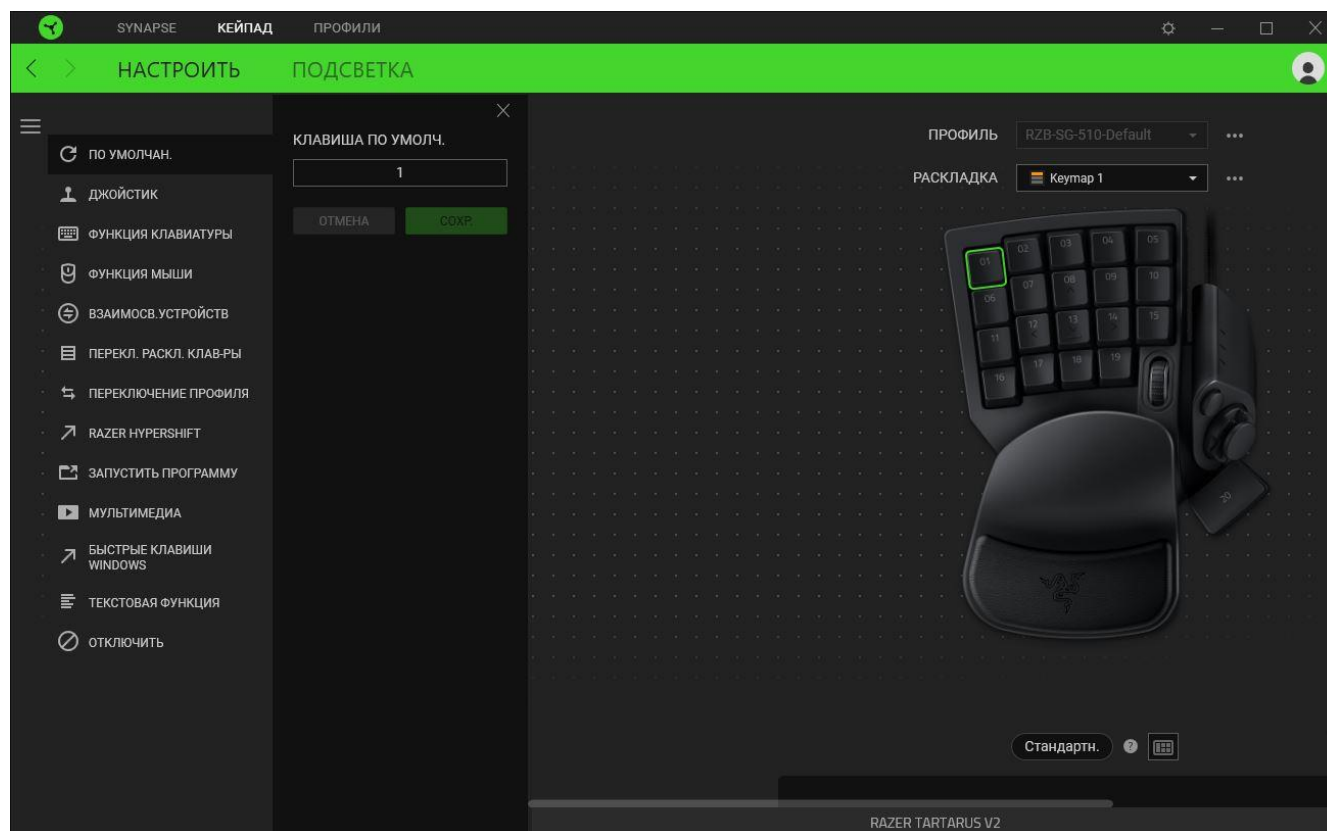 SYNAPSE КЕЙПАД ПРОФИЛИ
НАСТРОИТЬ ПОДСВЕТКА
ПО УМОЛЧАН.
ДЖОЙСТИК
ФУНКЦИЯ КЛАВИАТУРЫ
ФУНКЦИЯ МЫШИ
ВЗАИМОСВ.УСТРОЙСТВ
ПЕРЕКЛ. РАСКЛ. КЛАВ-РЫ
ПЕРЕКЛЮЧЕНИЕ ПРОФИЛЯ
RAZER HYPERSHIFT
ЗАПУСТИТЬ ПРОГРАММУ
МУЛЬТИМЕДИА
БЫСТРЫЕ КЛАВИШИ
WINDOWS
ТЕКСТОВАЯ ФУНКЦИЯ
ОТКЛЮЧИТЬ
КЛАВИША ПО УМОЛЧ.
1
ОТМЕНА СОХР.
ПРОФИЛЬ RZB-SG-510-Default
РАСКЛАДКА Keymap 1
01 02 03 04 05
06 07 08 09 10
11 12 13 14 15
16 17 18 19
20
Стандартн. ?
RAZER TARTARUS V2